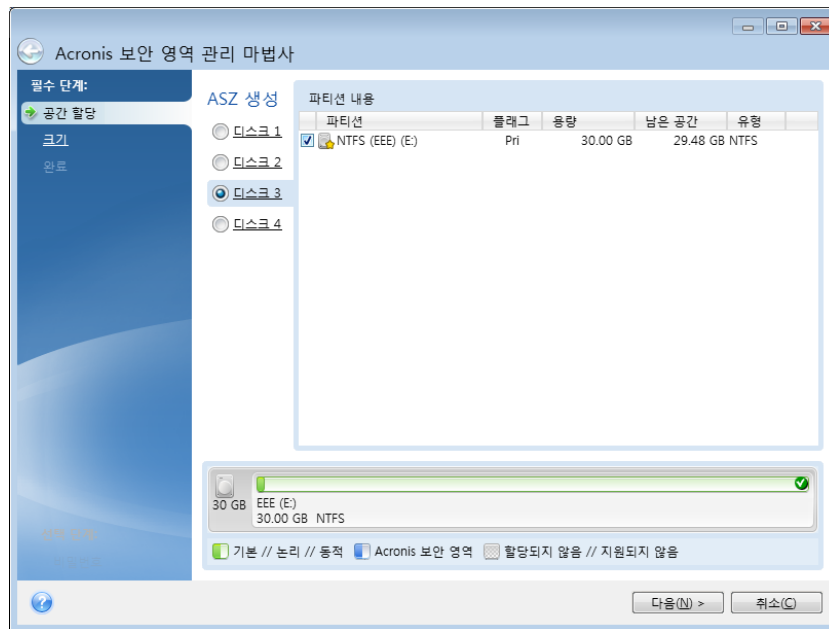 Acronis 보안 영역 관리 마법사
필수 단계:
공간 할당
크기
완료
ASZ 생성
디스크 1
디스크 2
디스크 3
디스크 4
파티션 내용
파티션 플래그 용량 남은 공간 유형
NTFS (EEE) (E:) Pri 30.00 GB 29.48 GB NTFS
30 GB
EEE (E:)
30.00 GB NTFS
기본 // 논리 // 동적 Acronis 보안 영역 할당되지 않음 // 지원되지 않음
다음(N) > 취소(C)